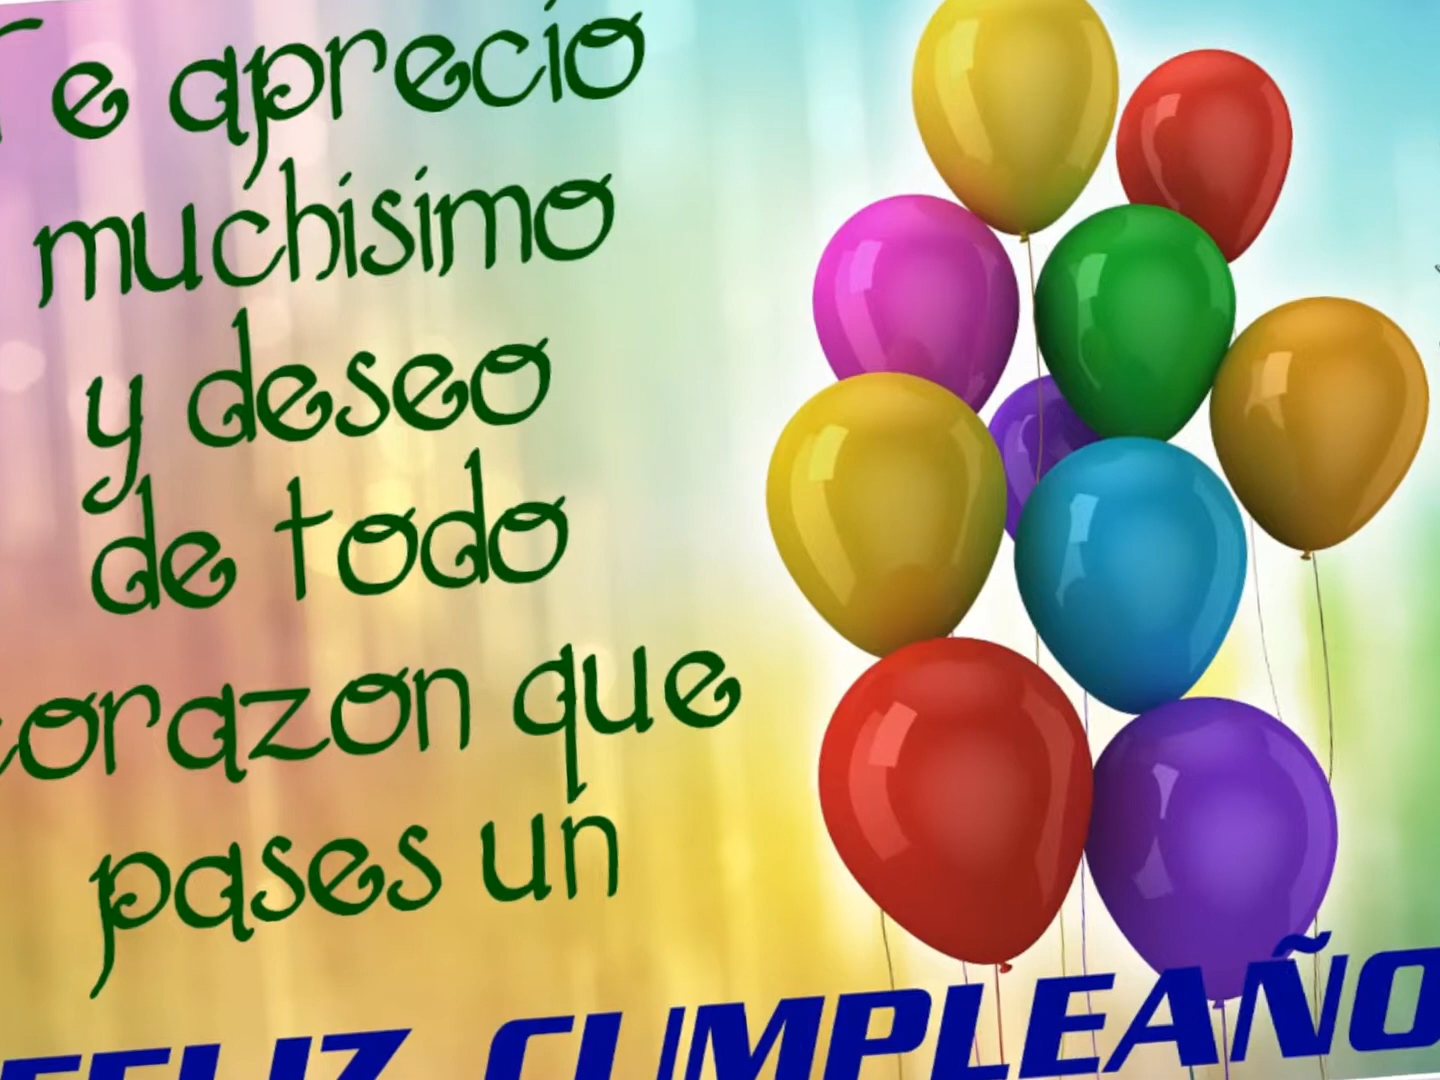 Te aprecio
muchisimo
y deseo
de todo
corazon que
pases un
FELIZ CUMPLEAÑO